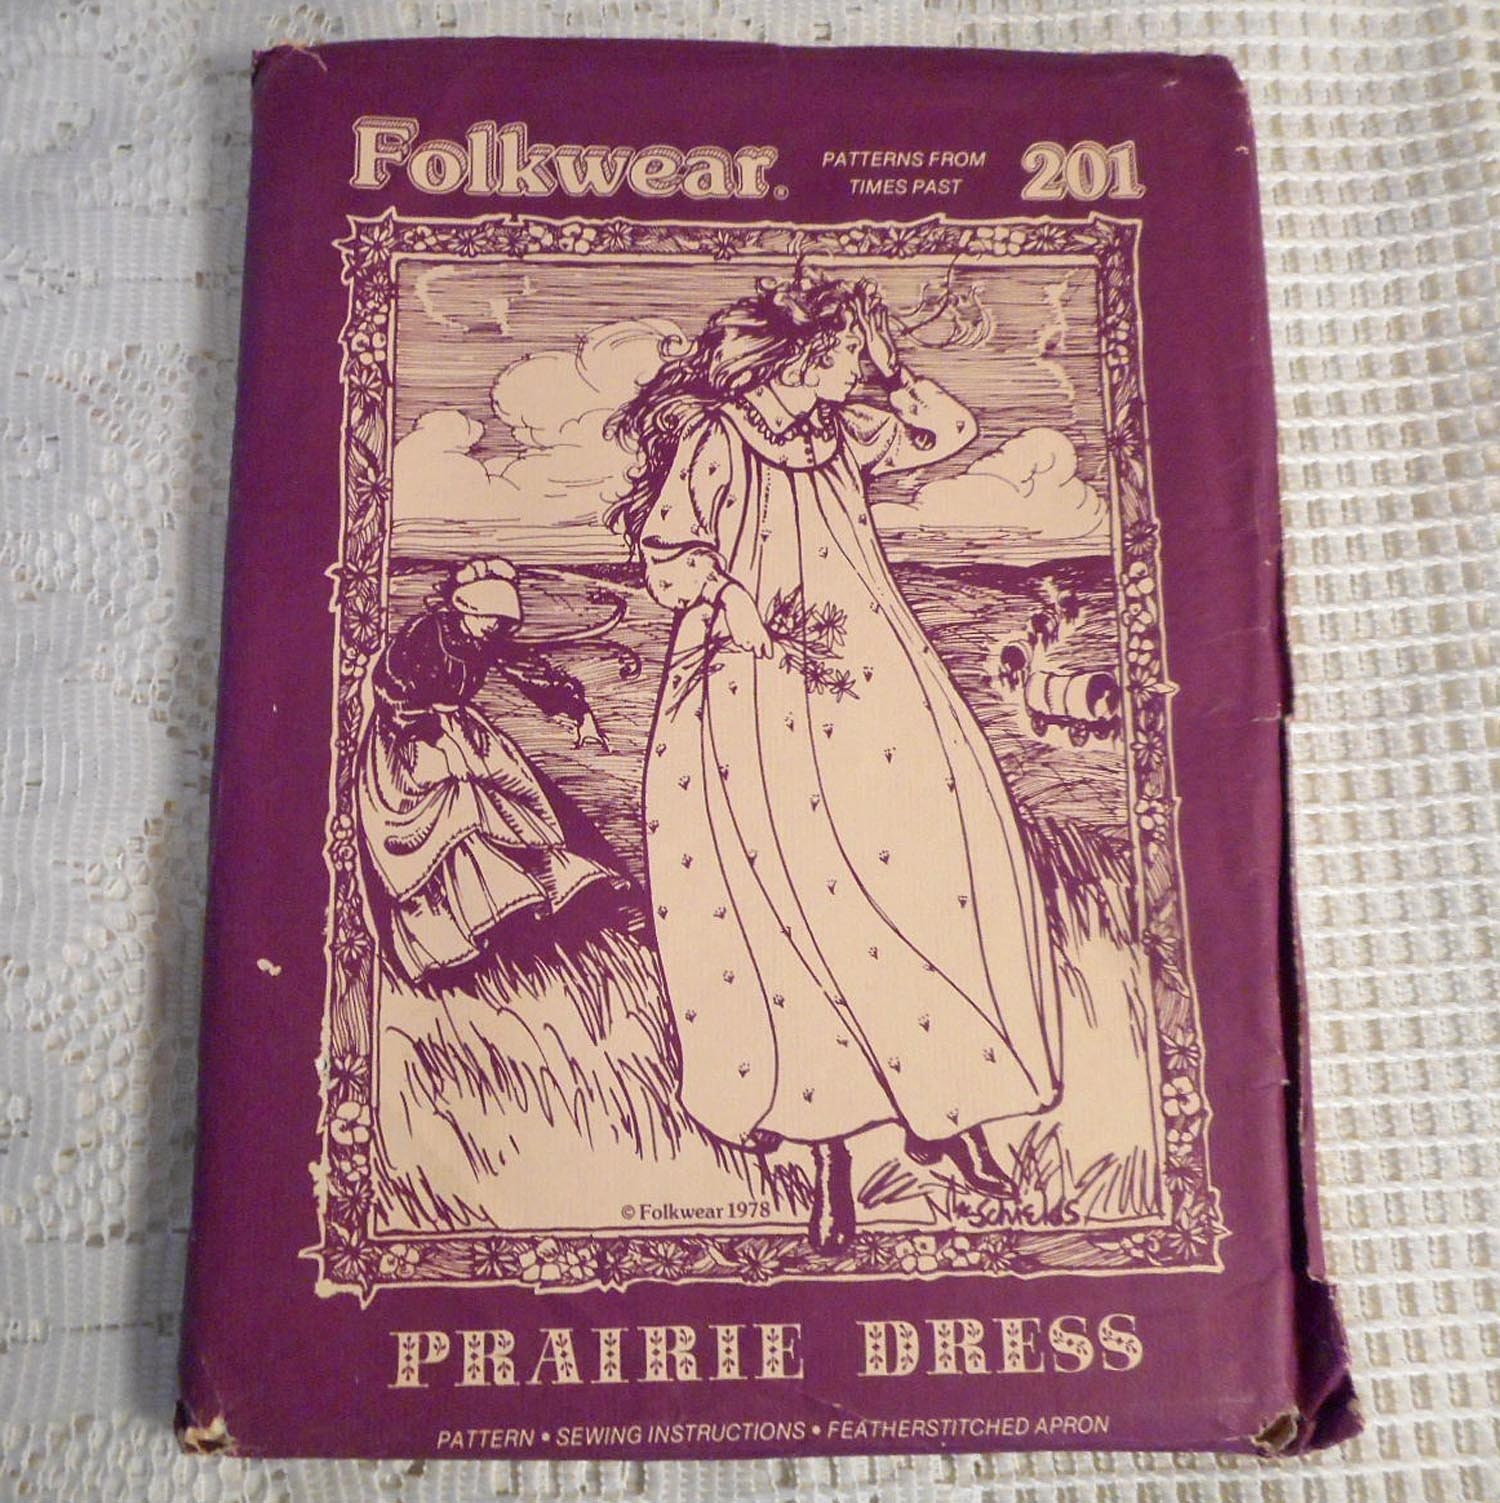 Folkwear®
PATTERNS FROM
TIMES PAST
201
© Folkwear 1978
PRAIRIE DRESS
PATTERN • SEWING INSTRUCTIONS • FEATHERSTITCHED APRON